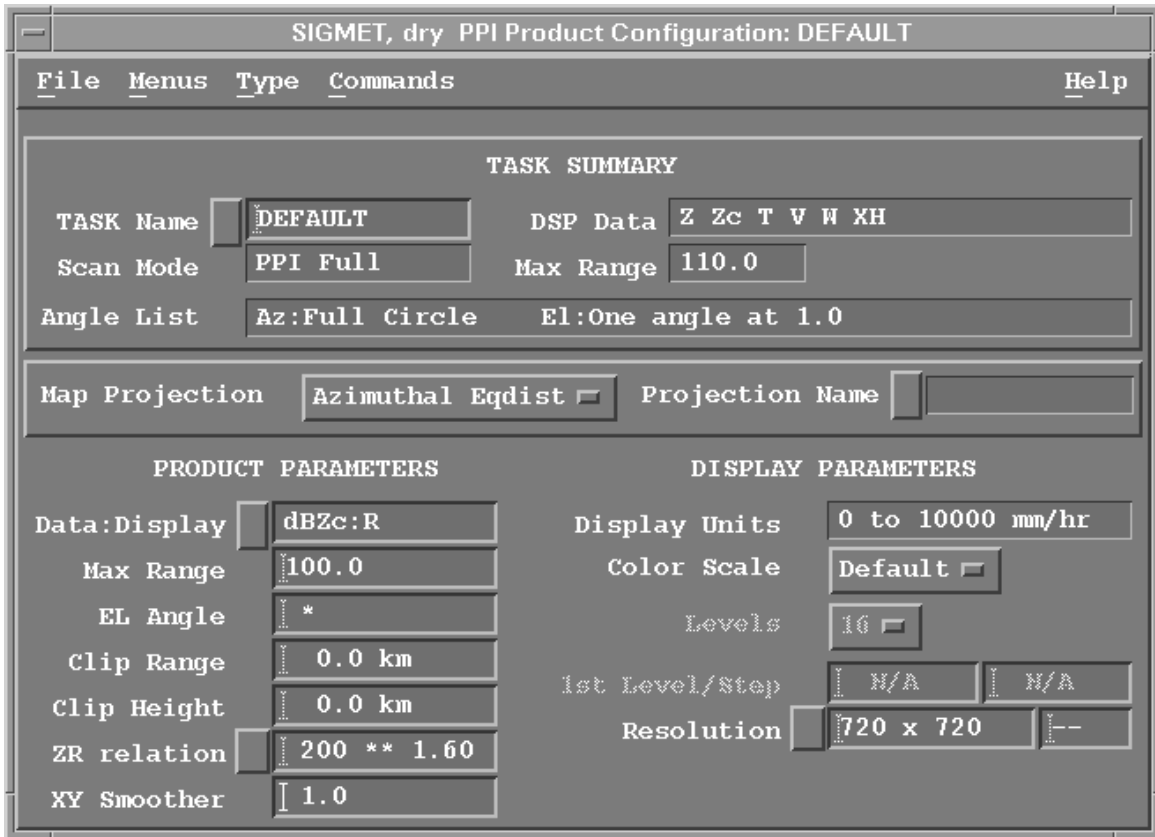 SIGMET, dry PPI Product Configuration: DEFAULT
File Menus Type Commands Help
TASK SUMMARY
TASK Name DEFAULT DSP Data Z Zc T V W XH
Scan Mode PPI Full Max Range 110.0
Angle List Az:Full Circle El:One angle at 1.0
Map Projection Azimuthal Eqdist Projection Name
PRODUCT PARAMETERS DISPLAY PARAMETERS
Data:Display dBZc:R Display Units 0 to 10000 mm/hr
Max Range 100.0 Color Scale Default
EL Angle * Levels 16
Clip Range 0.0 km
1st Level/Step N/A N/A
Clip Height 0.0 km
Resolution 720 x 720 --
ZR relation 200 ** 1.60
XY Smoother 1.0